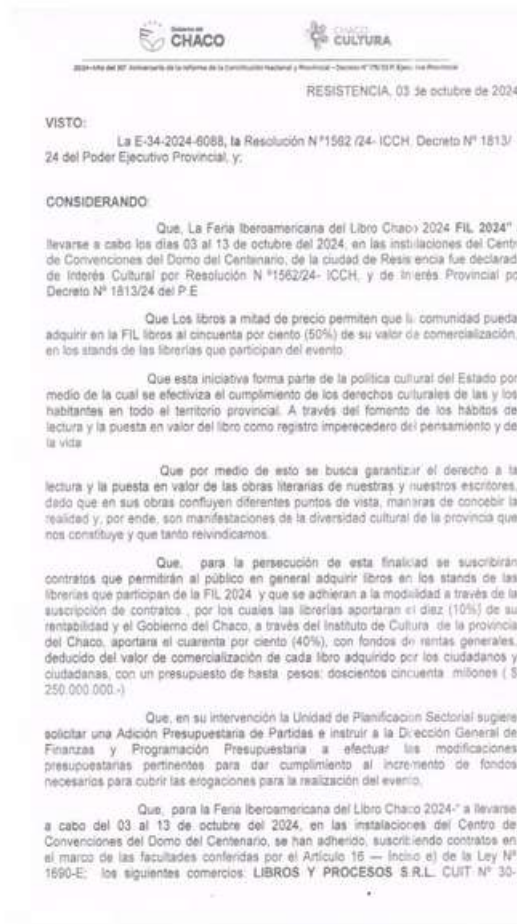 Gobierno de
CHACO
CHACO
CULTURA
RESISTENCIA, 03 de octubre de 2024
VISTO:
La E-34-2024-6088, la Resolución N º1562 /24- ICCH, Decreto Nº 1813/
24 del Poder Ejecutivo Provincial, y;
CONSIDERANDO:
Que, La Feria Iberoamericana del Libro Chaco 2024 FIL 2024"
llevarse a cabo los días 03 al 13 de octubre del 2024, en las instalaciones del Centr
de Convenciones del Domo del Centenario, de la ciudad de Resis encia fue declarad
de Interés Cultural por Resolución N º1562/24- ICCH, y de Interés Provincial po
Decreto Nº 1813/24 del P.E
Que Los libros a mitad de precio permiten que la comunidad pueda
adquirir en la FIL libros al cincuenta por ciento (50%) de su valor de comercialización,
en los stands de las librerías que participan del evento.
Que esta iniciativa forma parte de la política cultural del Estado por
medio de la cual se efectiviza el cumplimiento de los derechos culturales de las y los
habitantes en todo el territorio provincial. A través del fomento de los hábitos de
lectura y la puesta en valor del libro como registro imperecedero del pensamiento y de
la vida
Que por medio de esto se busca garantizar el derecho a la
lectura y la puesta en valor de las obras literarias de nuestras y nuestros escritores,
dado que en sus obras confluyen diferentes puntos de vista, maneras de concebir la
realidad y, por ende, son manifestaciones de la diversidad cultural de la provincia que
nos constituye y que tanto reivindicamos.
Que, para la persecución de esta finalidad se suscribirán
contratos que permitirán al público en general adquirir libros en los stands de las
librerías que participan de la FIL 2024 y que se adhieran a la modalidad a través de la
suscripción de contratos , por los cuales las librerías aportaran el diez (10%) de su
rentabilidad y el Gobierno del Chaco, a través del Instituto de Cultura de la provincia
del Chaco, aportara el cuarenta por ciento (40%), con fondos de rentas generales,
deducido del valor de comercialización de cada libro adquirido por los ciudadanos y
ciudadanas, con un presupuesto de hasta pesos: doscientos cincuenta millones ( $
250.000.000.-)
Que, en su intervención la Unidad de Planificación Sectorial sugiere
solicitar una Adición Presupuestaria de Partidas e instruir a la Dirección General de
Finanzas y Programación Presupuestaria a efectuar las modificaciones
presupuestarias pertinentes para dar cumplimiento al incremento de fondos
necesarios para cubrir las erogaciones para la realización del evento,
Que, para la Feria Iberoamericana del Libro Chaco 2024-" a llevarse
a cabo del 03 al 13 de octubre del 2024, en las instalaciones del Centro de
Convenciones del Domo del Centenario, se han adherido, suscribiendo contratos en
el marco de las facultades conferidas por el Artículo 16 — Inciso e) de la Ley Nº
1690-E; los siguientes comercios: LIBROS Y PROCESOS S.R.L. CUIT Nº 30-